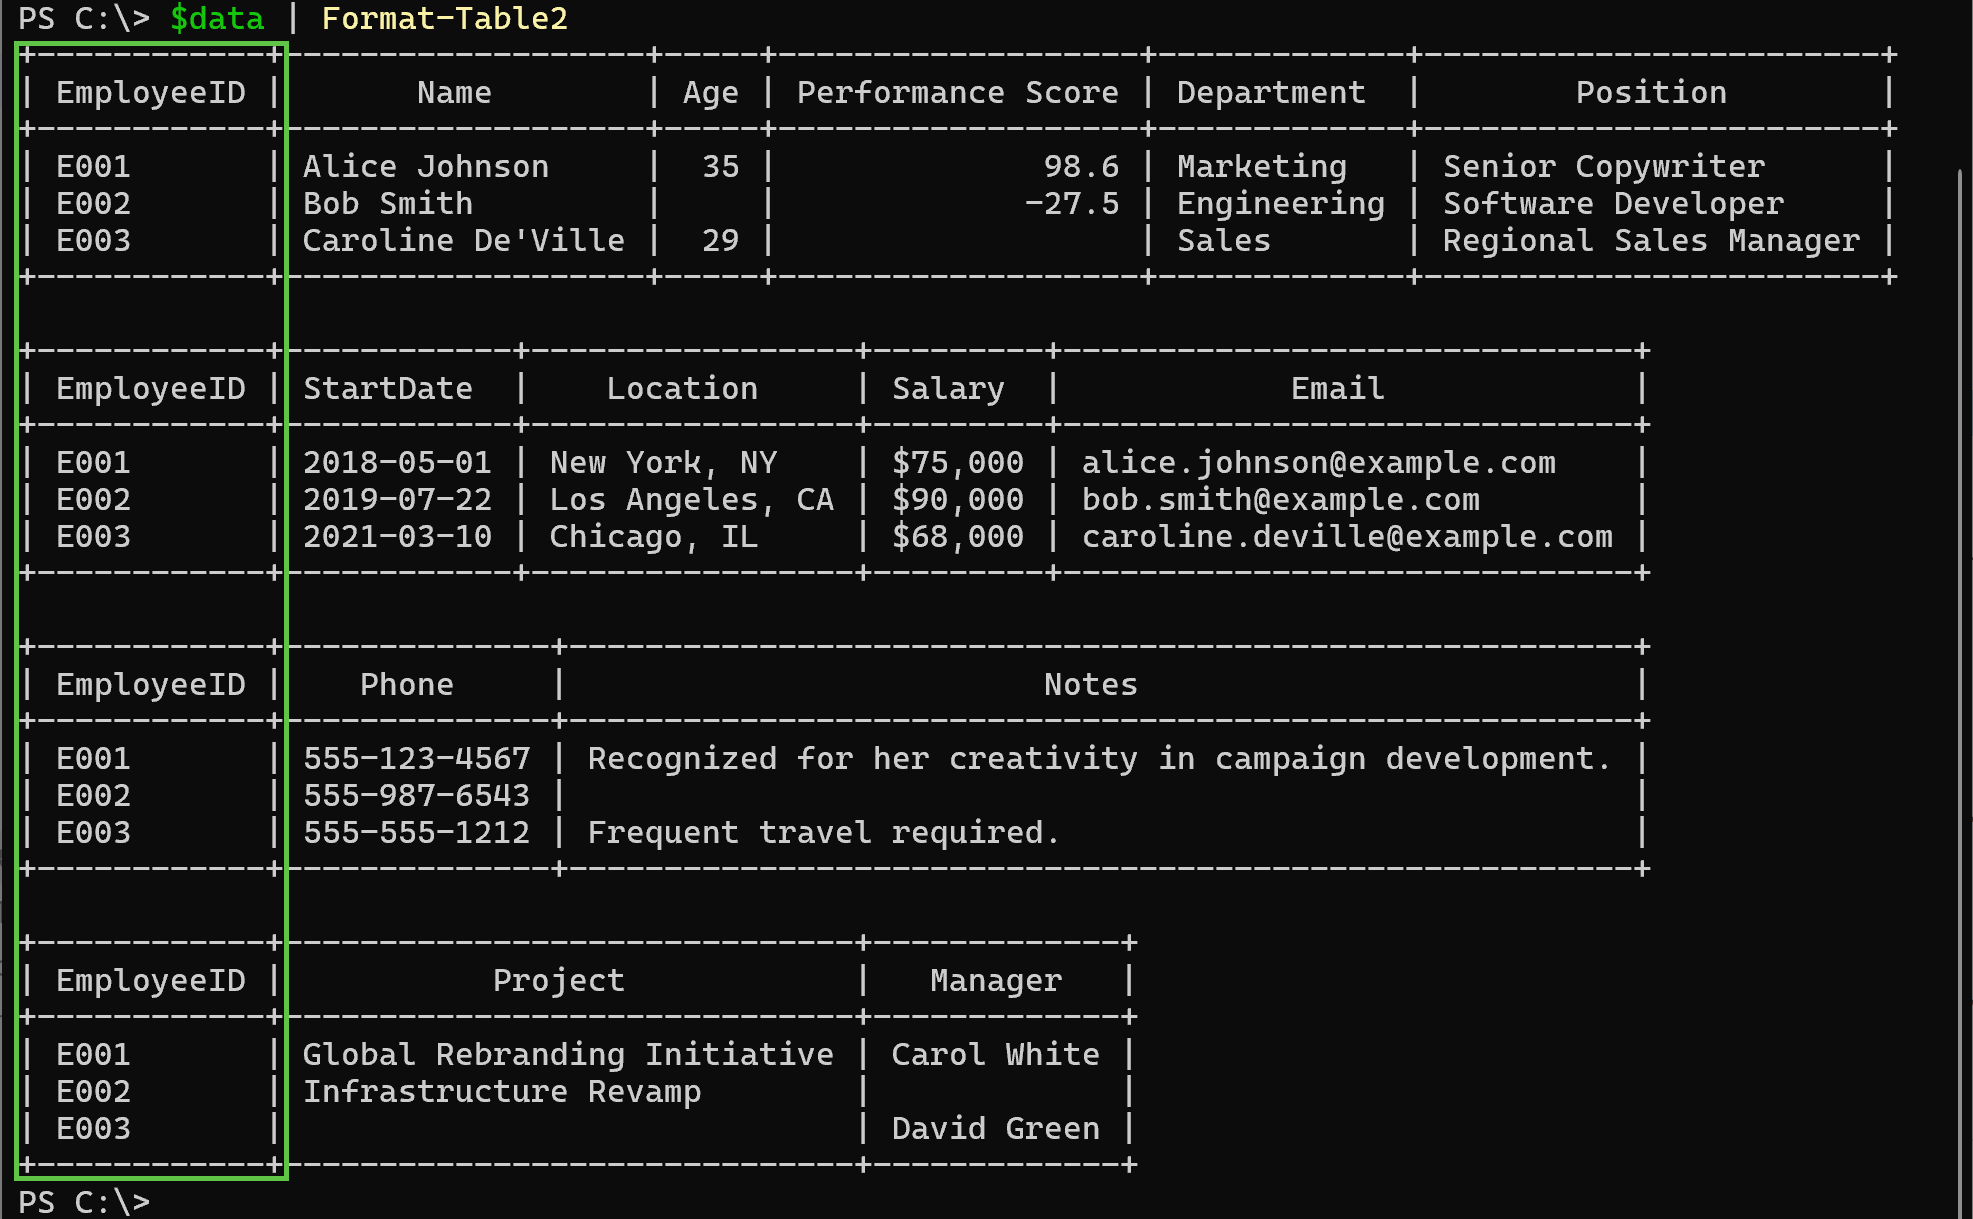 PS C:\> $data | Format-Table2
+------------+------------------+-----+-------------------+-------------+------------------------+
| EmployeeID |       Name       | Age | Performance Score | Department  |        Position        |
+------------+------------------+-----+-------------------+-------------+------------------------+
| E001       | Alice Johnson    |  35 |              98.6 | Marketing   | Senior Copywriter      |
| E002       | Bob Smith        |     |             -27.5 | Engineering | Software Developer     |
| E003       | Caroline De'Ville |  29 |                   | Sales       | Regional Sales Manager |
+------------+-------------------+-----+-------------------+-------------+------------------------+
+------------+------------+-----------------+---------+------------------------------+
| EmployeeID | StartDate  |    Location     | Salary  |            Email             |
+------------+------------+-----------------+---------+------------------------------+
| E001       | 2018-05-01 | New York, NY    | $75,000 | alice.johnson@example.com    |
| E002       | 2019-07-22 | Los Angeles, CA | $90,000 | bob.smith@example.com        |
| E003       | 2021-03-10 | Chicago, IL     | $68,000 | caroline.deville@example.com |
+------------+------------+-----------------+---------+------------------------------+
+------------+--------------+--------------------------------------------------------+
| EmployeeID |    Phone     |                         Notes                          |
+------------+--------------+--------------------------------------------------------+
| E001       | 555-123-4567 | Recognized for her creativity in campaign development. |
| E002       | 555-987-6543 |                                                        |
| E003       | 555-555-1212 | Frequent travel required.                              |
+------------+--------------+--------------------------------------------------------+
+------------+------------------------------+-------------+
| EmployeeID |          Project             |   Manager   |
+------------+------------------------------+-------------+
| E001       | Global Rebranding Initiative | Carol White |
| E002       | Infrastructure Revamp        |             |
| E003       |                              | David Green |
+------------+------------------------------+-------------+
PS C:\>